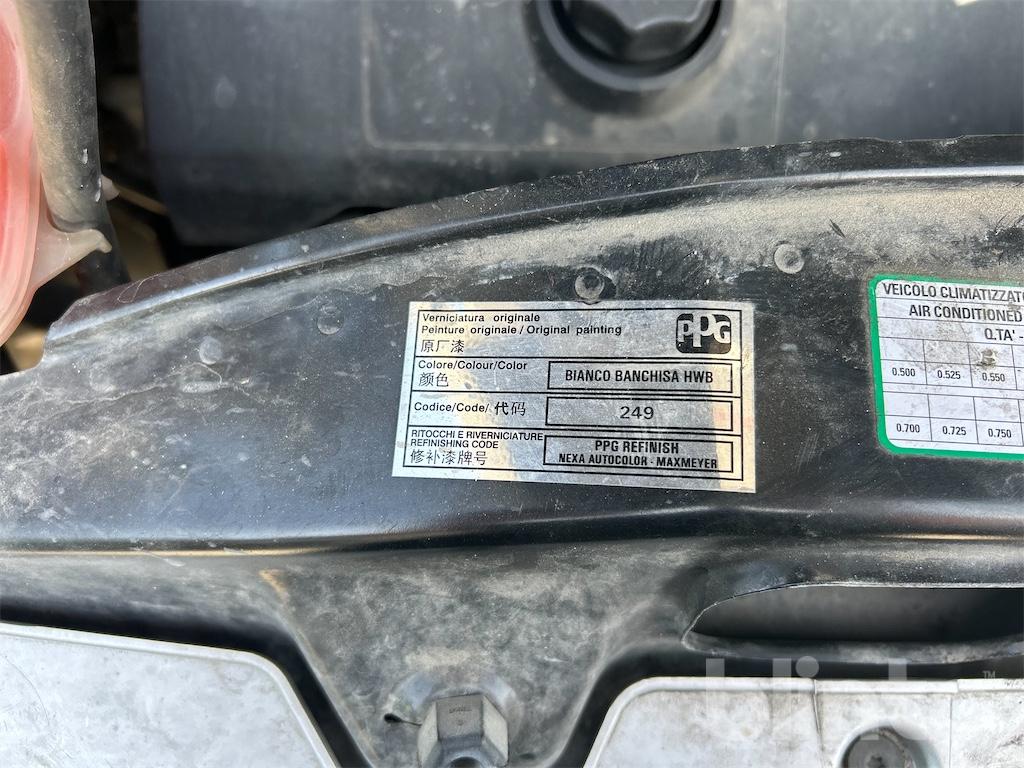 Verniciatura originale
Peinture originale / Original painting
原厂漆
PPG
Colore/Colour/Color
颜色
BIANCO BANCHISA HWB
Codice/Code/ 代码
249
RITOCCHI E RIVERNICIATURE
REFINISHING CODE
修补漆牌号
PPG REFINISH
NEXA AUTOCOLOR - MAXMEYER
VEICOLO CLIMATIZZATO
AIR CONDITIONED
Q.TA' -
0.500 0.525 0.550
0.700 0.725 0.750